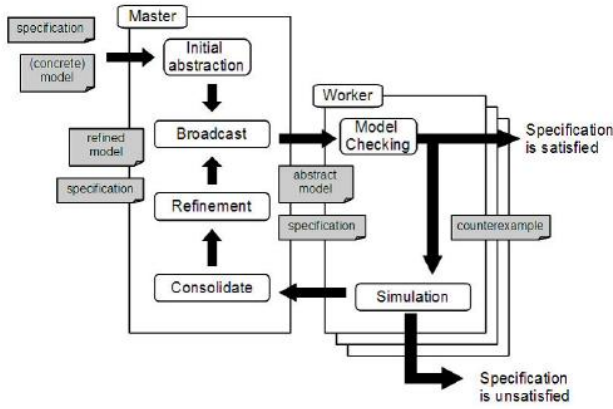 Master
specification
(concrete)
model
Initial
abstraction
Worker
refined
model
Broadcast
Model
Checking
Specification
is satisfied
specification
Refinement
abstract
model
specification
counterexample
Consolidate
Simulation
Specification
is unsatisfied